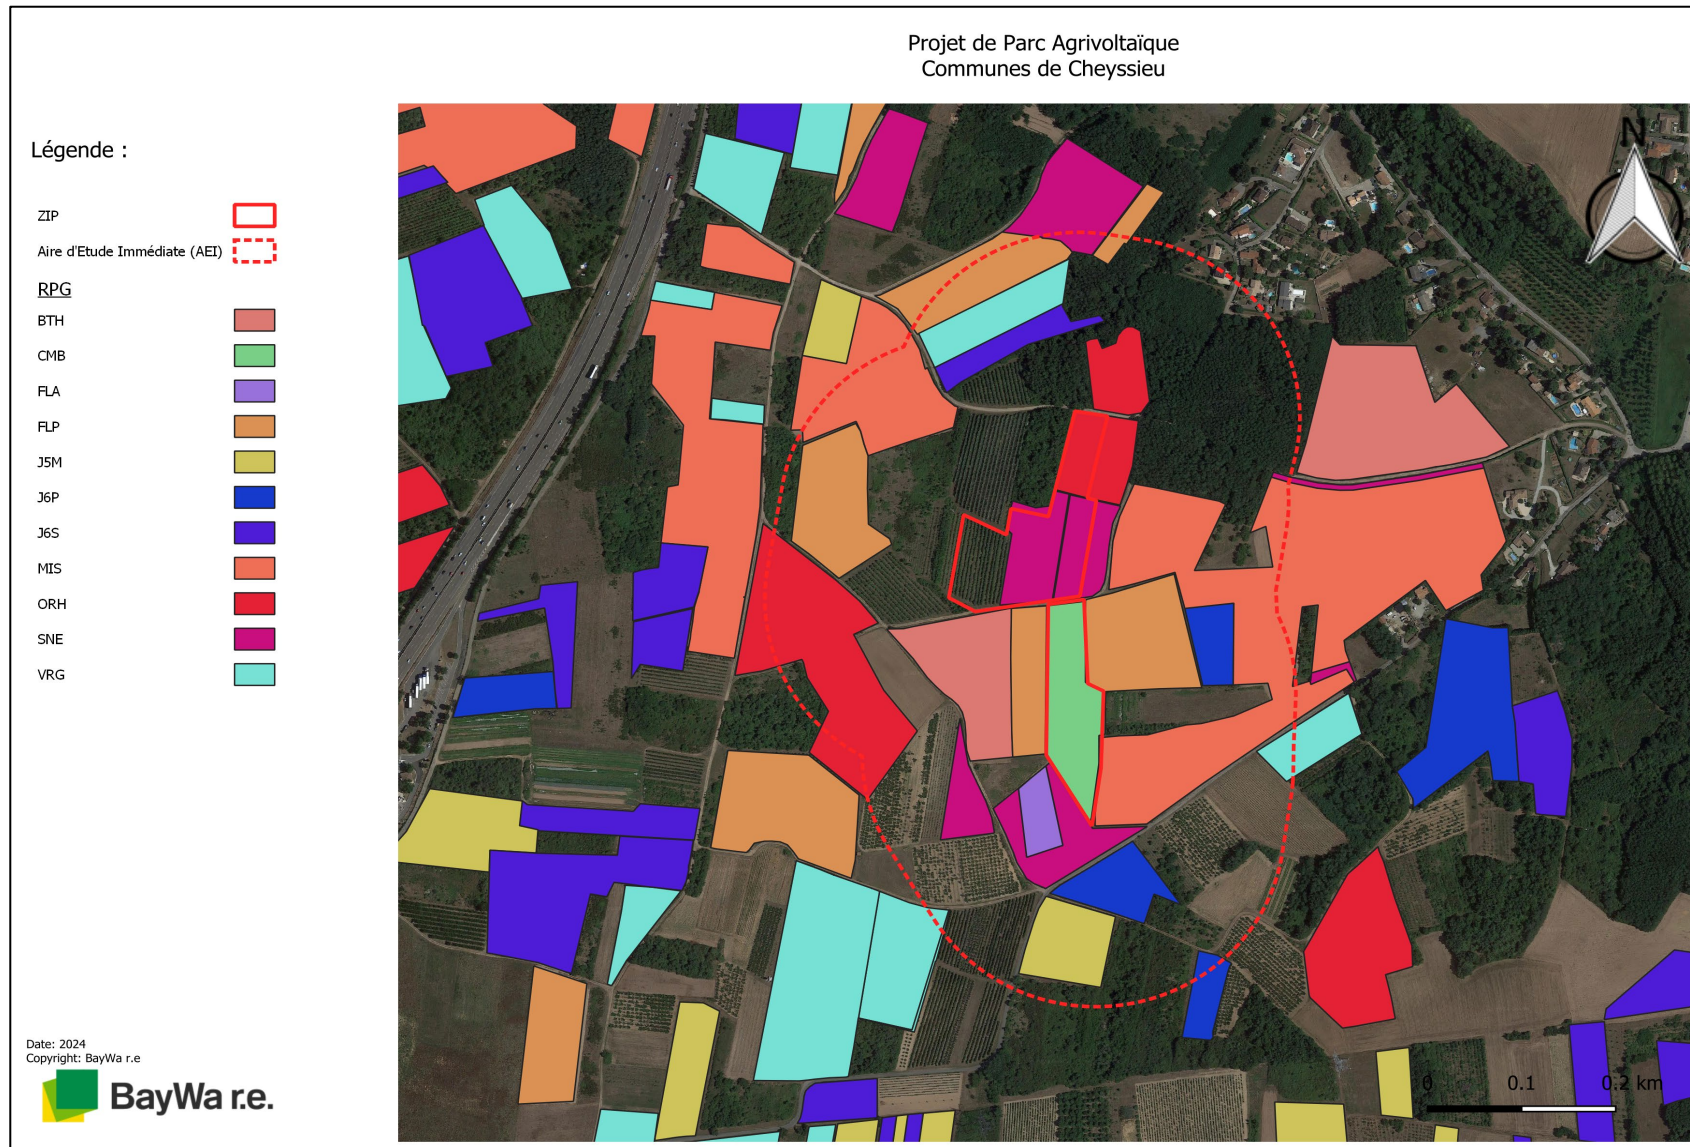 Projet de Parc Agrivoltaïque
Communes de Cheyssieu
Légende :
ZIP
Aire d'Etude Immédiate (AEI)
RPG
BTH
CMB
FLA
FLP
J5M
J6P
J6S
MIS
ORH
SNE
VRG
N
0 0.1 0.2 km
Date: 2024
Copyright: BayWa r.e
BayWa r.e.